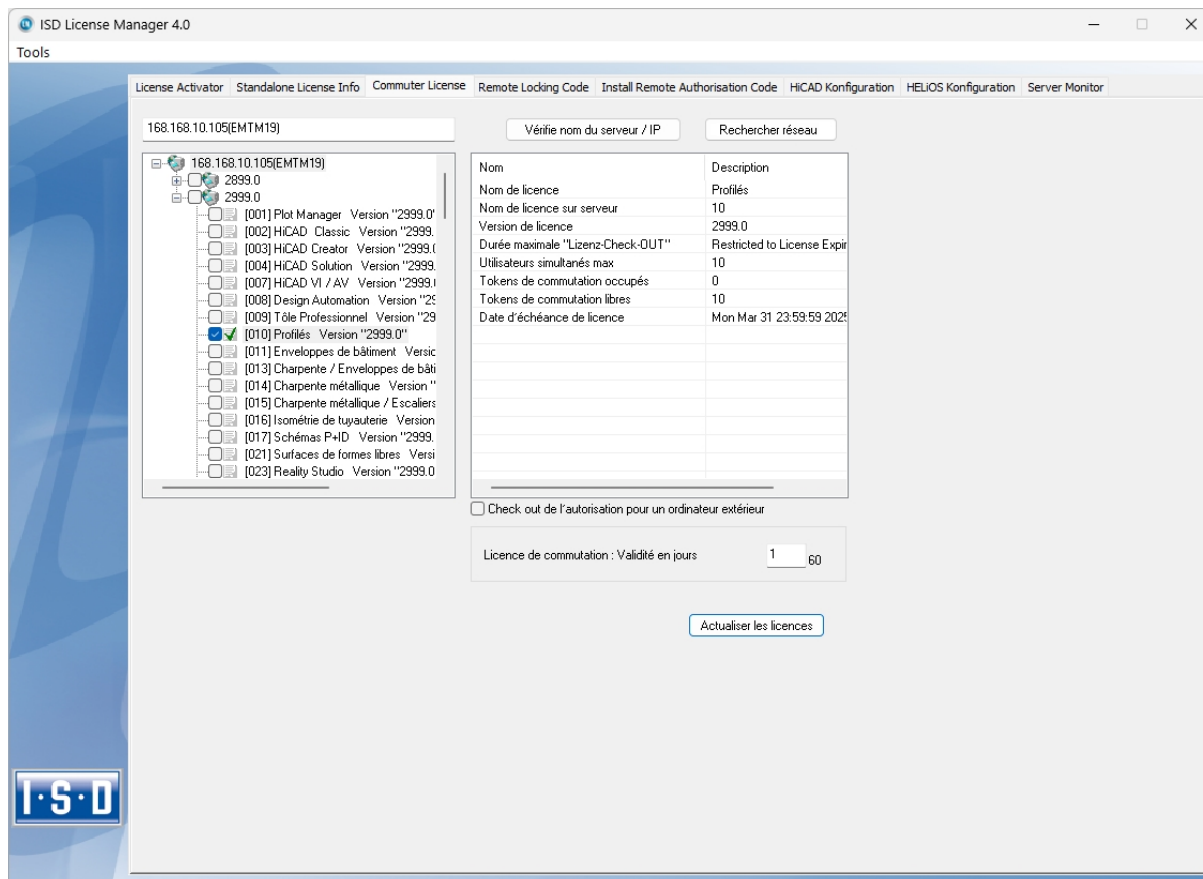 ISD License Manager 4.0
Tools
License Activator Standalone License Info Commuter License Remote Locking Code Install Remote Authorisation Code HiCAD Konfiguration HELiOS Konfiguration Server Monitor
168.168.10.105(EMTM19)
Vérifie nom du serveur / IP
Rechercher réseau
168.168.10.105(EMTM19)
2899.0
2999.0
[001] Plot Manager Version "2999.0"
[002] HiCAD Classic Version "2999.
[003] HiCAD Creator Version "2999.0
[004] HiCAD Solution Version "2999.
[007] HiCAD VI / AV Version "2999.
[008] Design Automation Version "29
[009] Tôle Professionnel Version "29
[010] Profilés Version "2999.0"
[011] Enveloppes de bâtiment Versic
[013] Charpente / Enveloppes de bâti
[014] Charpente métallique Version "
[015] Charpente métallique / Escaliers
[016] Isométrie de tuyauterie Version
[017] Schémas P+ID Version "2999.
[021] Surfaces de formes libres Versi
[023] Reality Studio Version "2999.0
Nom Description
Nom de licence Profilés
Nom de licence sur serveur 10
Version de licence 2999.0
Durée maximale "Lizenz-Check-OUT" Restricted to License Expir
Utilisateurs simultanés max 10
Tokens de commutation occupés 0
Tokens de commutation libres 10
Date d'échéance de licence Mon Mar 31 23:59:59 2025
Check out de l'autorisation pour un ordinateur extérieur
Licence de commutation : Validité en jours 1 60
Actualiser les licences
I·S·D